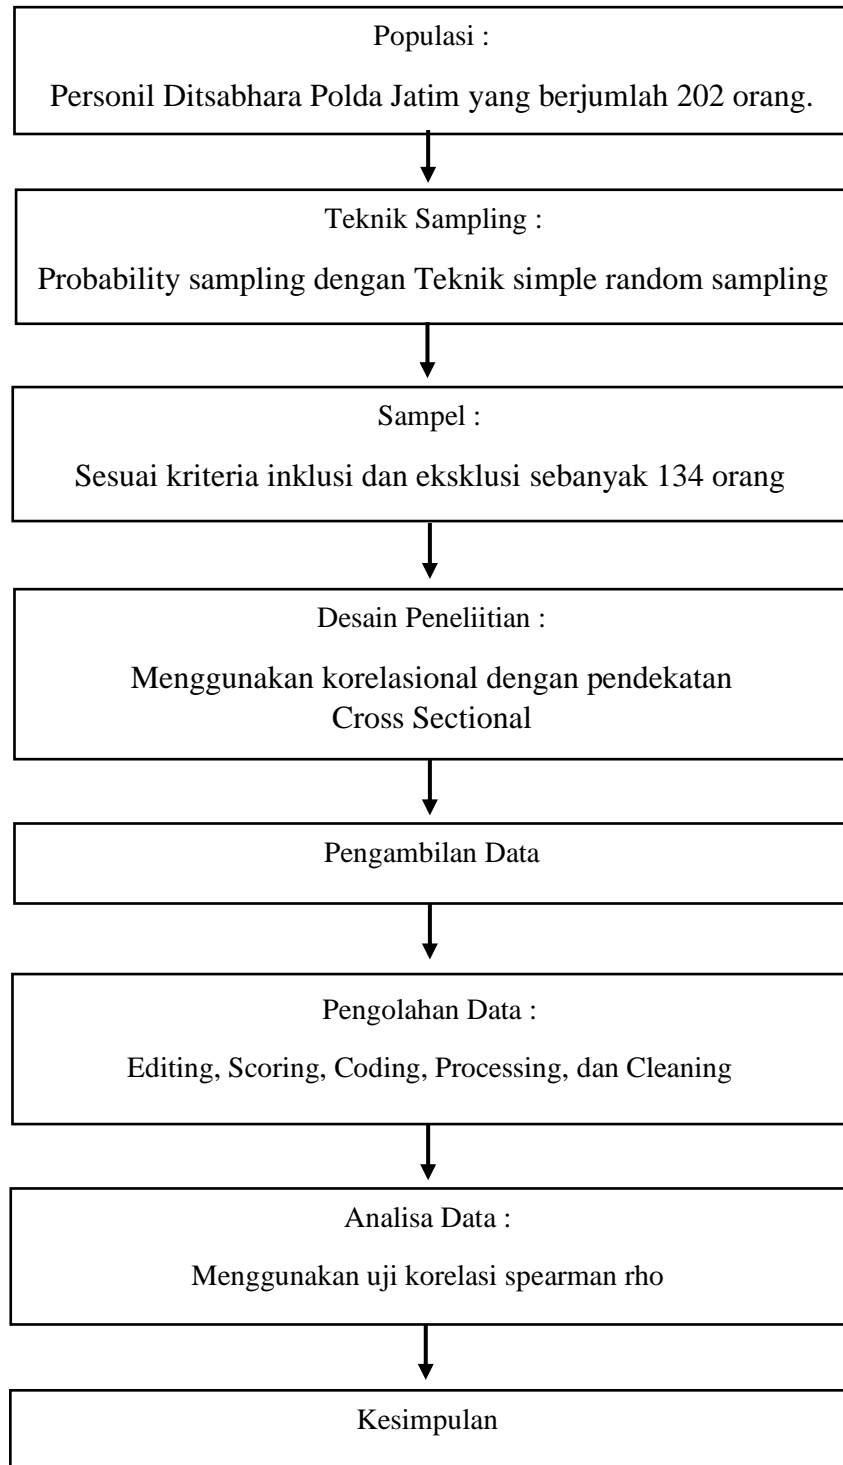 Populasi :
Personil Ditsabhara Polda Jatim yang berjumlah 202 orang.
Teknik Sampling :
Probability sampling dengan Teknik simple random sampling
Sampel :
Sesuai kriteria inklusi dan eksklusi sebanyak 134 orang
Desain Peneliitian :
Menggunakan korelasional dengan pendekatan
Cross Sectional
Pengambilan Data
Pengolahan Data :
Editing, Scoring, Coding, Processing, dan Cleaning
Analisa Data :
Menggunakan uji korelasi spearman rho
Kesimpulan